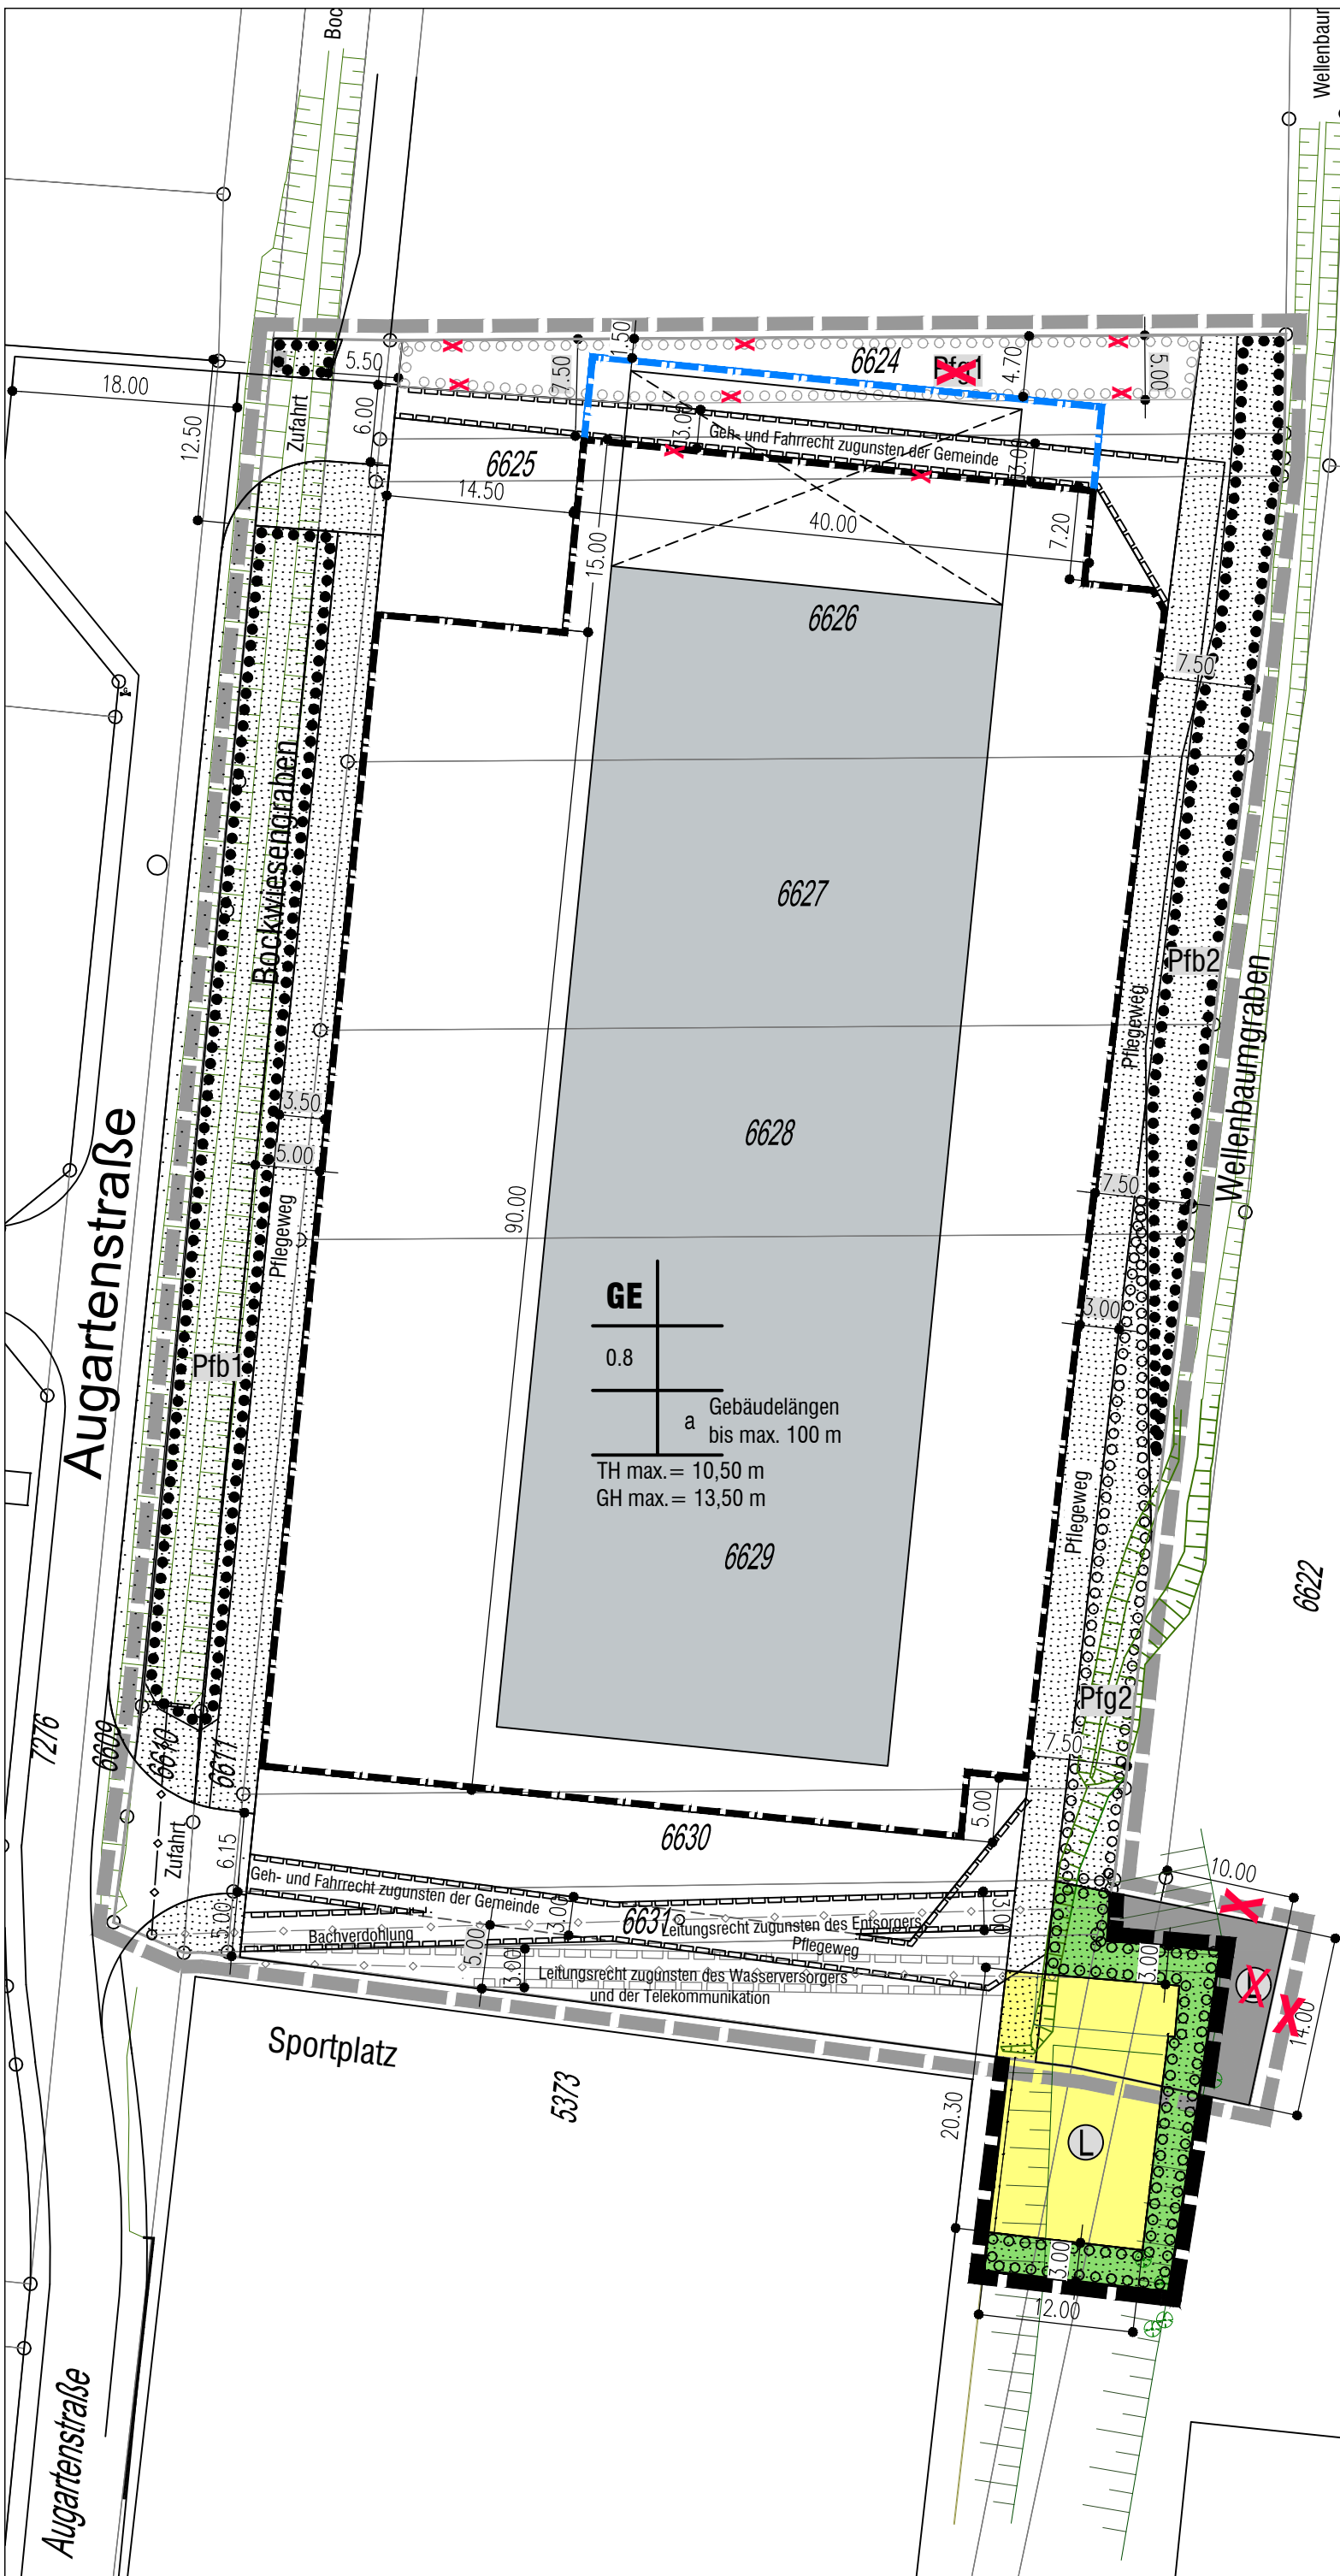 Boc
Wellenbaum
1.50
5.50
7.50
6624
Pfg1
4.70
5.00
18.00
12.50
Zufahrt
6.00
3.00
Geh- und Fahrrecht zugunsten der Gemeinde
3.00
6625
14.50
40.00
15.00
7.20
6626
7.50
Bockwiesengraben
6627
Pfb2
Pflegeweg
Wellenbaumgraben
3.50
6628
5.00
7.50
Pflegeweg
90.00
Augartenstraße
GE
3.00
0.8
Pfb1
a
Gebäudelängen
bis max. 100 m
TH max.= 10,50 m
GH max.= 13,50 m
Pflegeweg
6629
6622
Pfg2
7276
6609
6610
6611
7.50
5.00
Zufahrt
6.15
6630
10.00
Geh- und Fahrrecht zugunsten der Gemeinde
3.00
6631
Leitungsrecht zugunsten des Entsorgers
3.00
5.00
Bachverdohlung
5.00
Pflegeweg
3.00
3.00
Leitungsrecht zugunsten des Wasserversorgers
und der Telekommunikation
L
14.00
Sportplatz
5373
20.30
L
3.00
12.00
Augartenstraße